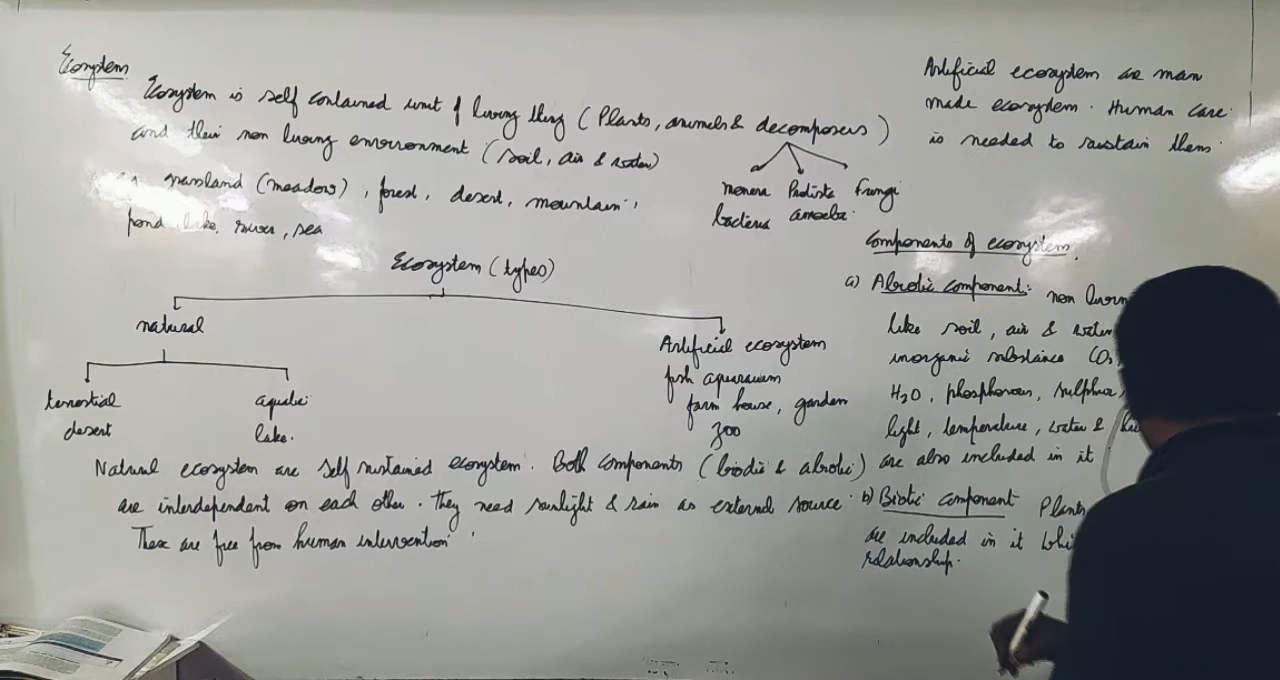 Ecosystem
Ecosystem is self contained unit of living thing (Plants, animals & decomposers)
and their non living environment (soil, air & water)
grassland (meadow), forest, desert, mountain,
pond, lake, river, sea
monera Protista Fungi
bacteria amoeba
Ecosystem (types)
natural
terrestial
desert
aquatic
lake.
Artificial ecosystem
fish aquarium
farm house, garden
zoo
Natural ecosystem are self sustained ecosystem. Both components (biotic & abiotic)
are interdependent on each other. They need sunlight & rain as external source.
These are free from human intervention
Artificial ecosystem are man
made ecosystem. Human care
is needed to sustain them.
Components of ecosystem.
a) Abiotic component: non
like soil, air & water
inorganic substance
H2O, phosphorous, sulphur,
light, temperature, water &
are also included in it
b) Biotic component Plants
are included in it
relationship.